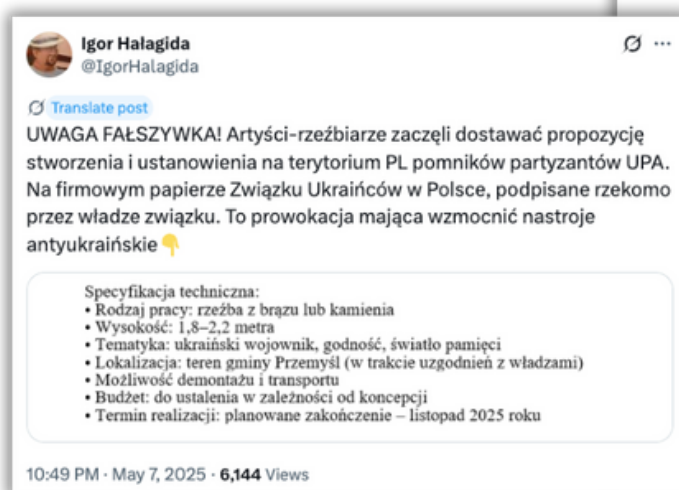 Igor Hałagida
@IgorHalagida
Translate post
UWAGA FAŁSZYWKA! Artyści-rzeźbiarze zaczęli dostawać propozycję
stworzenia i ustanowienia na terytorium PL pomników partyzantów UPA.
Na firmowym papierze Związku Ukraińców w Polsce, podpisane rzekomo
przez władze związku. To prowokacja mająca wzmocnić nastroje
antyukraińskie👇
Specyfikacja techniczna:
• Rodzaj pracy: rzeźba z brązu lub kamienia
• Wysokość: 1,8–2,2 metra
• Tematyka: ukraiński wojownik, godność, światło pamięci
• Lokalizacja: teren gminy Przemyśl (w trakcie uzgodnień z władzami)
• Możliwość demontażu i transportu
• Budżet: do ustalenia w zależności od koncepcji
• Termin realizacji: planowane zakończenie – listopad 2025 roku
10:49 PM · May 7, 2025 · 6,144 Views